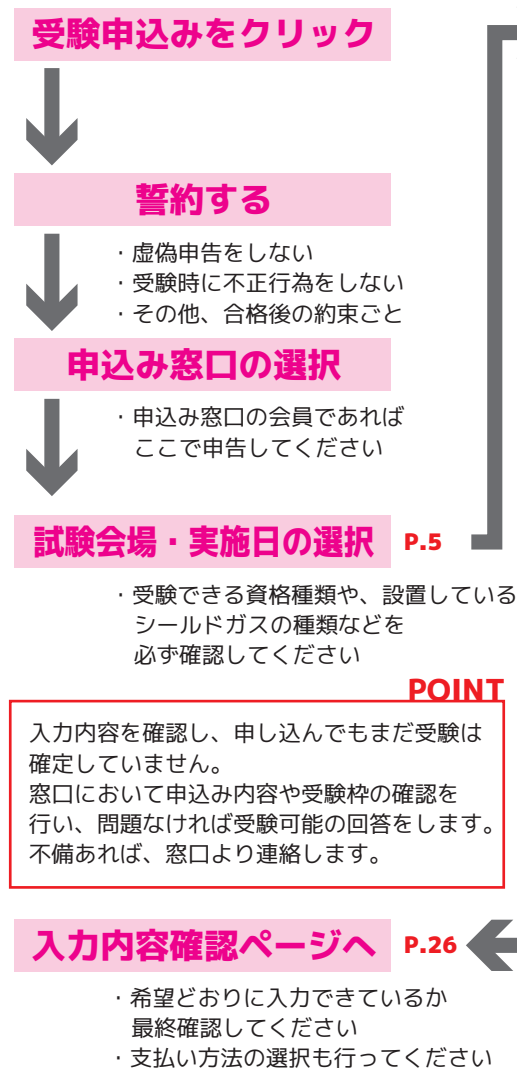 受験申込みをクリック
誓約する
・虚偽申告をしない
・受験時に不正行為をしない
・その他、合格後の約束ごと
申込み窓口の選択
・申込み窓口の会員であれば
ここで申告してください
試験会場・実施日の選択 P.5
・受験できる資格種類や、設置している
シールドガスの種類などを
必ず確認してください
POINT
入力内容を確認し、申し込んでもまだ受験は
確定していません。
窓口において申込み内容や受験枠の確認を
行い、問題なければ受験可能の回答をします。
不備あれば、窓口より連絡します。
入力内容確認ページへ P.26
・希望どおりに入力できているか
最終確認してください
・支払い方法の選択も行ってください